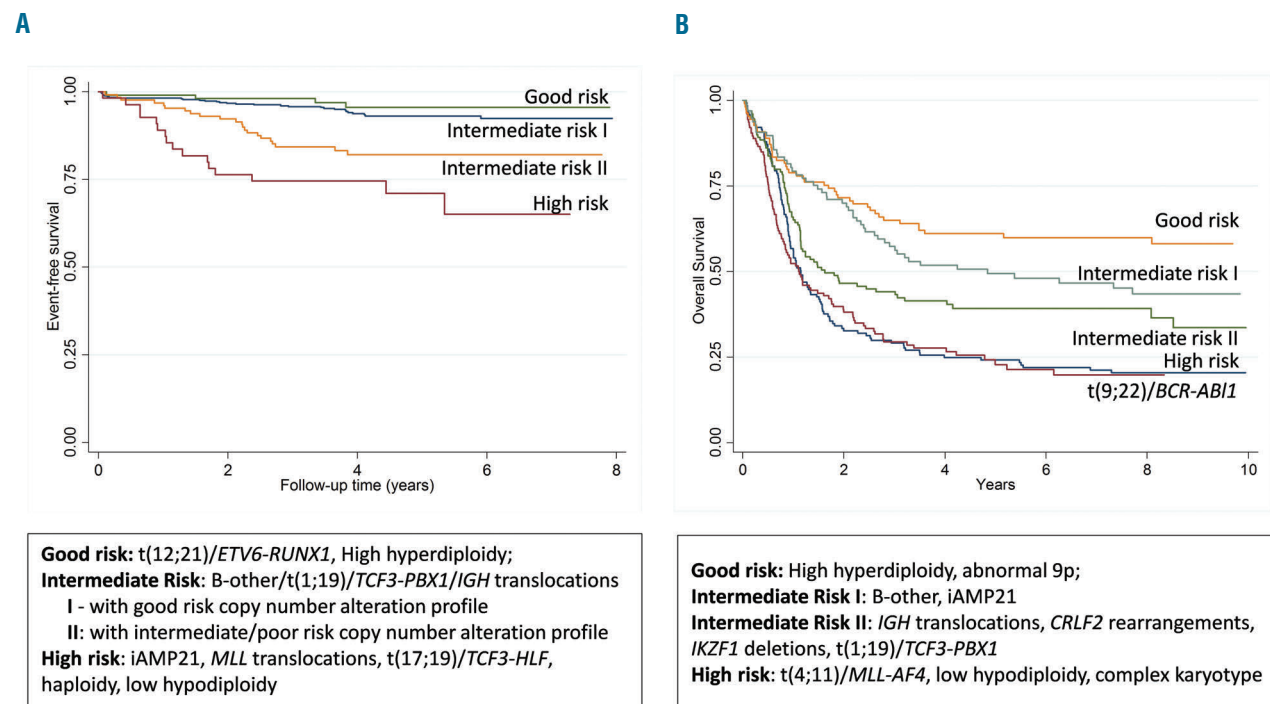 A
1.00
0.75
0.50
0.25
0.00
Event-free survival
Good risk
Intermediate risk I
Intermediate risk II
High risk
0 2 4 6 8
Follow-up time (years)
Good risk: t(12;21)/ETV6-RUNX1, High hyperdiploidy;
Intermediate Risk: B-other/t(1;19)/TCF3-PBX1/IGH translocations
I - with good risk copy number alteration profile
II: with intermediate/poor risk copy number alteration profile
High risk: iAMP21, MLL translocations, t(17;19)/TCF3-HLF,
haploidy, low hypodiploidy
B
1.00
0.75
0.50
0.25
0.00
Overall Survival
Good risk
Intermediate risk I
Intermediate risk II
High risk
t(9;22)/BCR-ABl1
0 2 4 6 8 10
Years
Good risk: High hyperdiploidy, abnormal 9p;
Intermediate Risk I: B-other, iAMP21
Intermediate Risk II: IGH translocations, CRLF2 rearrangements,
IKZF1 deletions, t(1;19)/TCF3-PBX1
High risk: t(4;11)/MLL-AF4, low hypodiploidy, complex karyotype